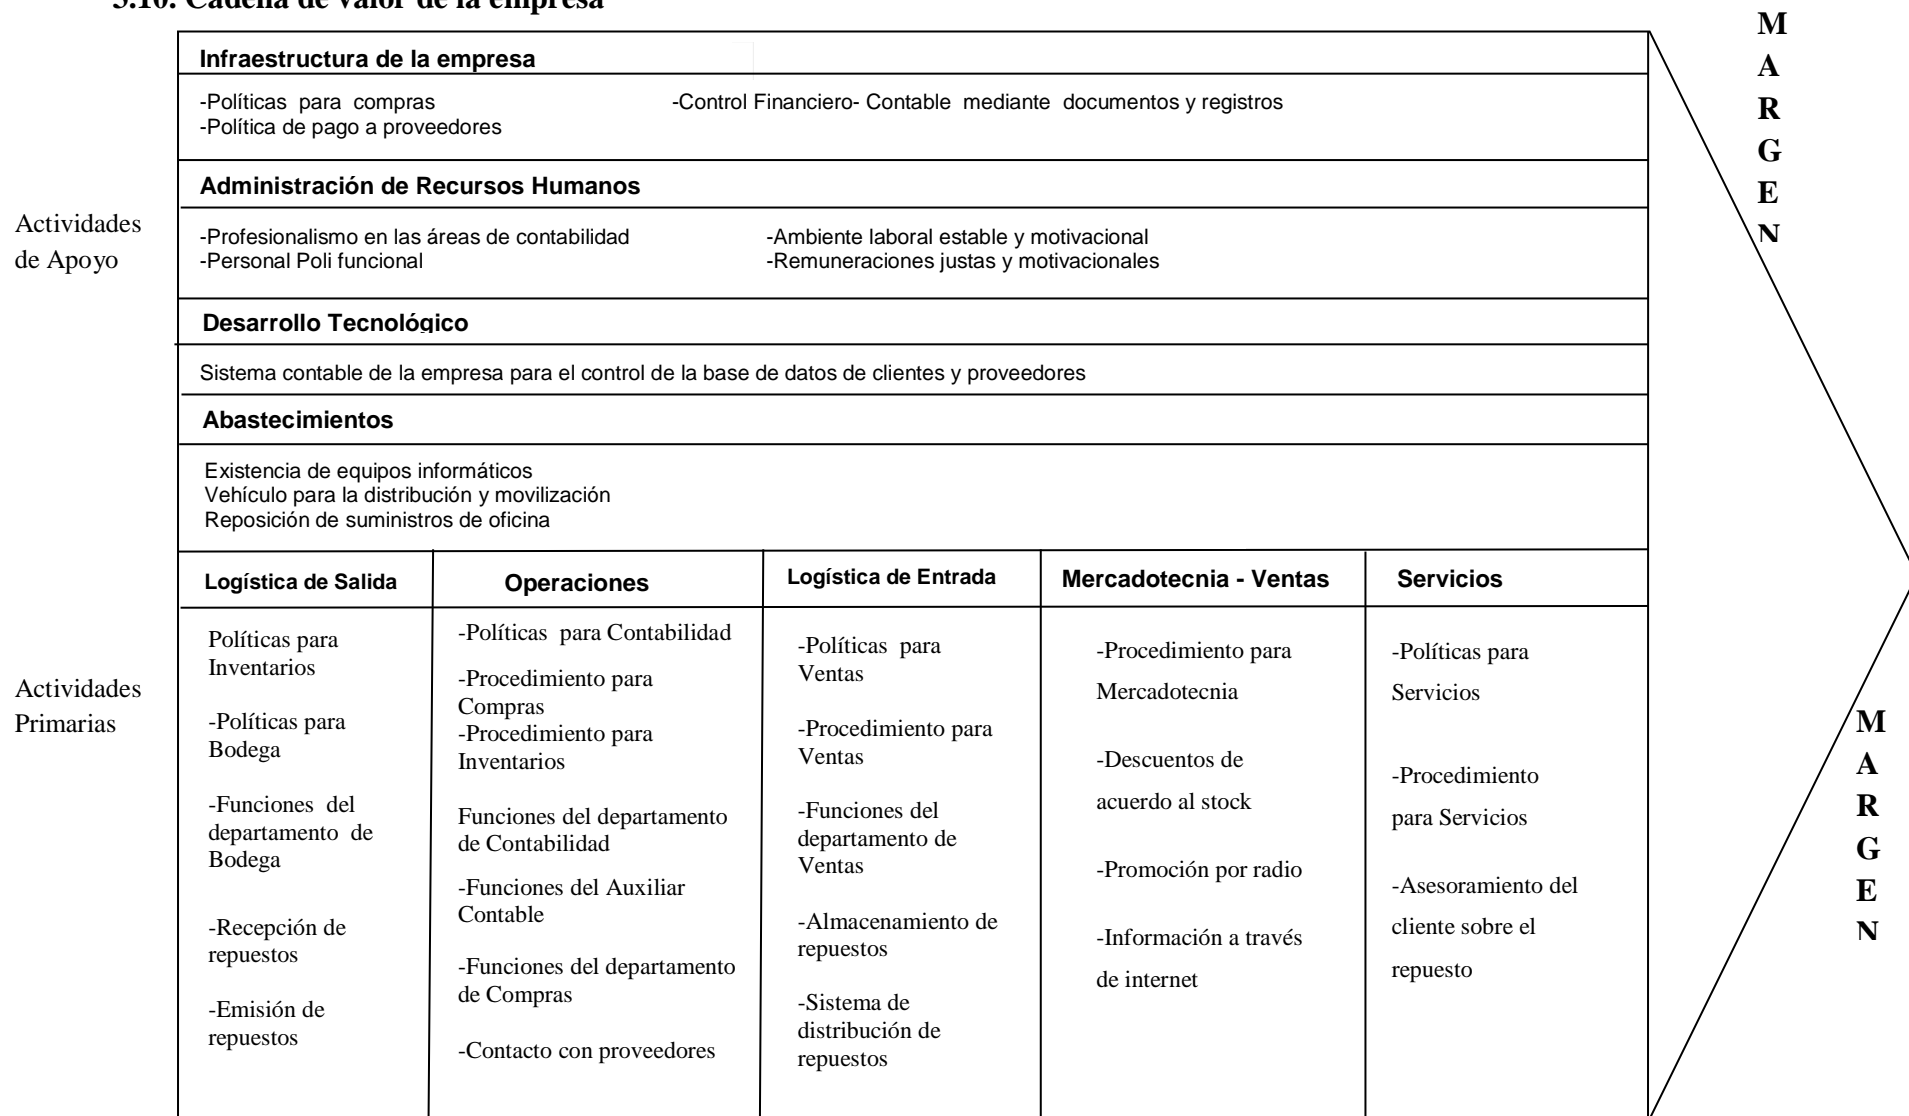 3.10. Cadena de valor de la empresa
Infraestructura de la empresa
-Políticas para compras
-Control Financiero- Contable mediante documentos y registros
-Política de pago a proveedores
Administración de Recursos Humanos
Actividades
de Apoyo
-Profesionalismo en las áreas de contabilidad
-Ambiente laboral estable y motivacional
-Personal Poli funcional
-Remuneraciones justas y motivacionales
Desarrollo Tecnológico
Sistema contable de la empresa para el control de la base de datos de clientes y proveedores
Abastecimientos
Existencia de equipos informáticos
Vehículo para la distribución y movilización
Reposición de suministros de oficina
M
A
R
G
E
N
Actividades
Primarias
Logística de Salida
Políticas para
Inventarios
-Políticas para
Bodega
-Funciones del
departamento de
Bodega
-Recepción de
repuestos
-Emisión de
repuestos
Operaciones
-Políticas para Contabilidad
-Procedimiento para
Compras
-Procedimiento para
Inventarios
Funciones del departamento
de Contabilidad
-Funciones del Auxiliar
Contable
-Funciones del departamento
de Compras
-Contacto con proveedores
Logística de Entrada
-Políticas para
Ventas
-Procedimiento para
Ventas
-Funciones del
departamento de
Ventas
-Almacenamiento de
repuestos
-Sistema de
distribución de
repuestos
Mercadotecnia - Ventas
-Procedimiento para
Mercadotecnia
-Descuentos de
acuerdo al stock
-Promoción por radio
-Información a través
de internet
Servicios
-Políticas para
Servicios
-Procedimiento
para Servicios
-Asesoramiento del
cliente sobre el
repuesto
M
A
R
G
E
N